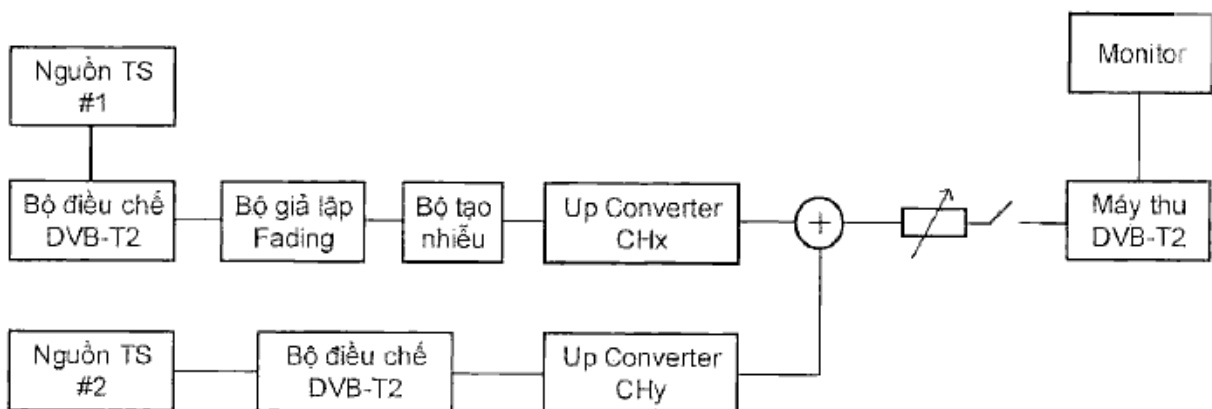 Nguồn TS
#1
Monitor
Bộ điều chế
DVB-T2
Bộ giả lập
Fading
Bộ tạo
nhiễu
Up Converter
CHx
+
Máy thu
DVB-T2
Nguồn TS
#2
Bộ điều chế
DVB-T2
Up Converter
CHy